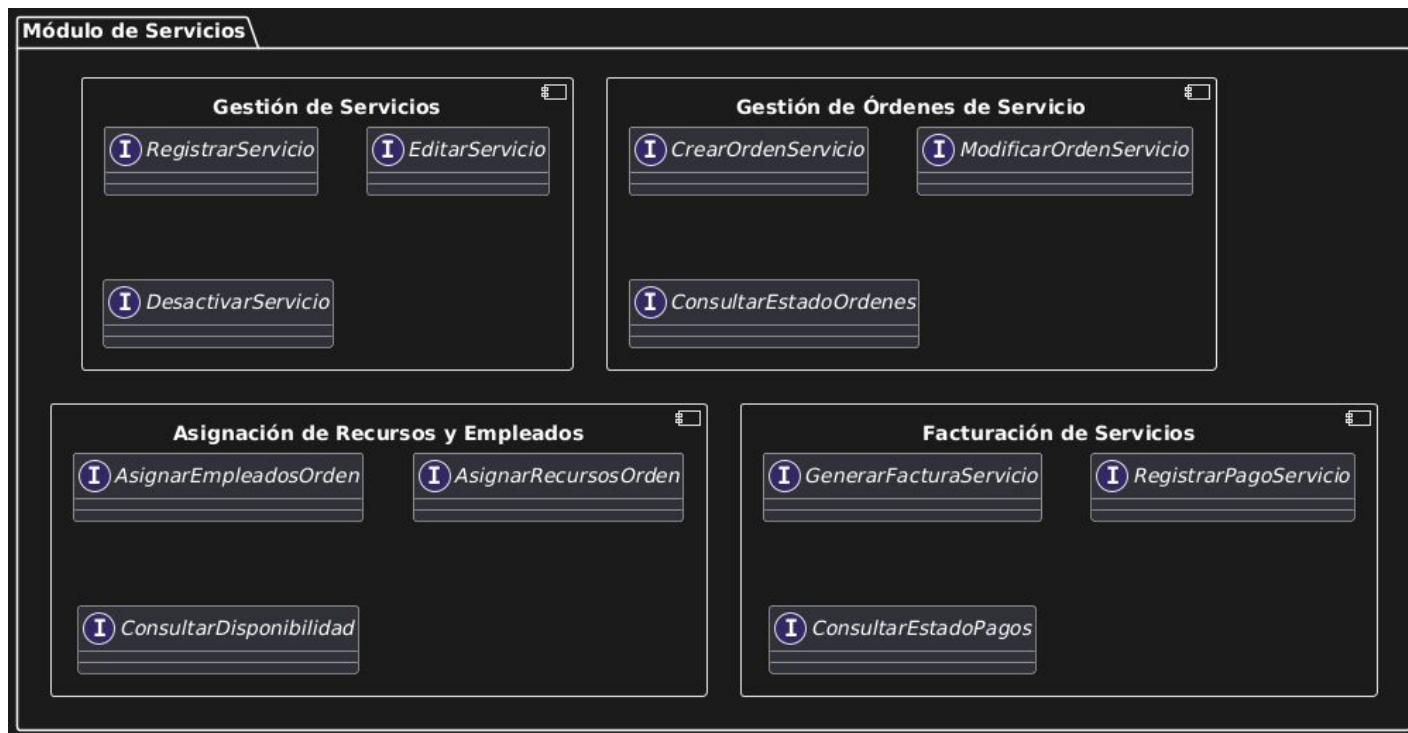 Módulo de Servicios
Gestión de Servicios
I RegistrarServicio
I EditarServicio
I DesactivarServicio
Gestión de Órdenes de Servicio
I CrearOrdenServicio
I ModificarOrdenServicio
I ConsultarEstadoOrdenes
Asignación de Recursos y Empleados
I AsignarEmpleadosOrden
I AsignarRecursosOrden
I ConsultarDisponibilidad
Facturación de Servicios
I GenerarFacturaServicio
I RegistrarPagoServicio
I ConsultarEstadoPagos